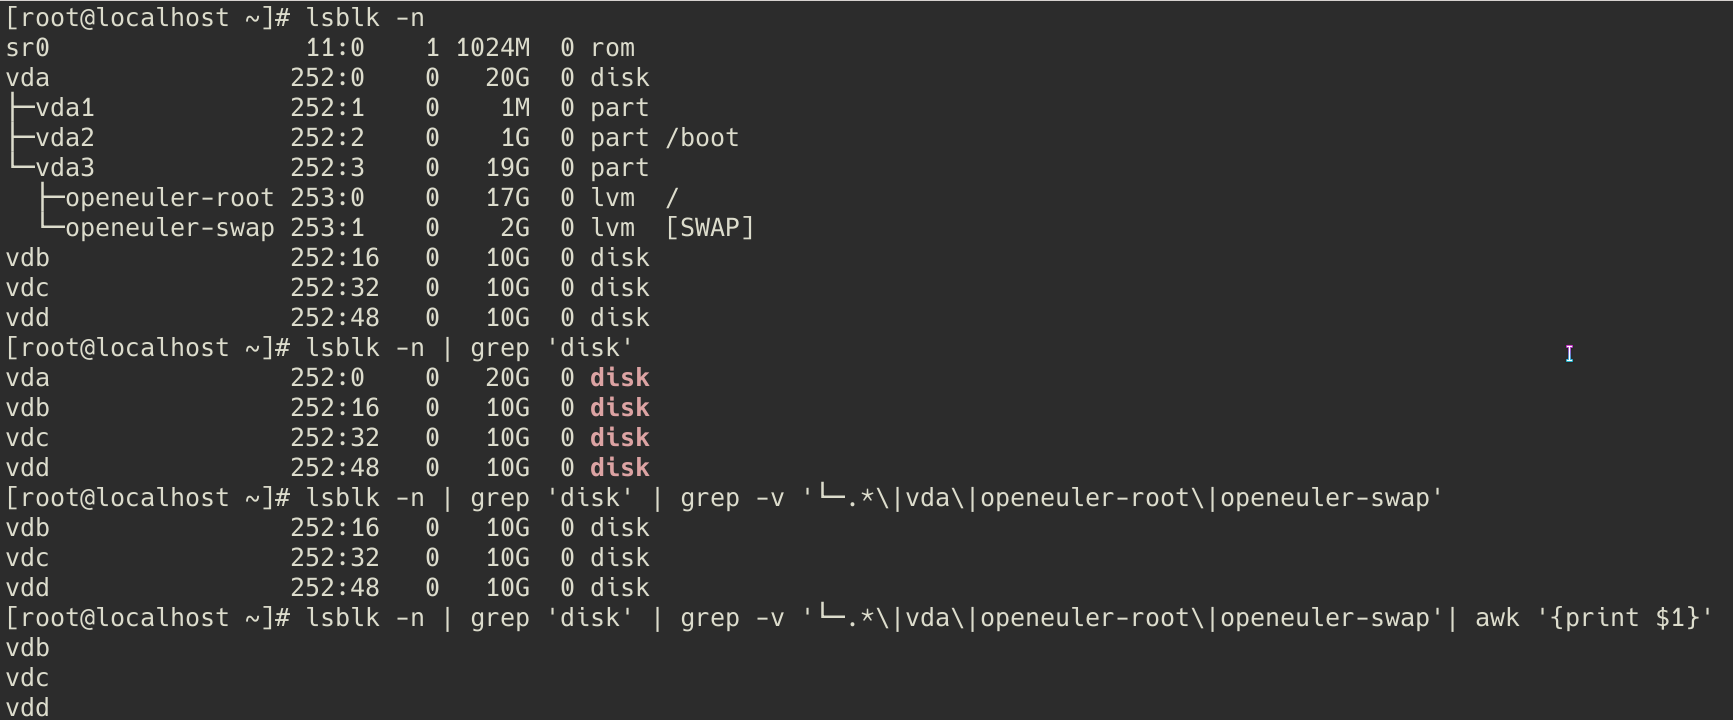 [root@localhost ~]# lsblk -n
sr0                 11:0    1 1024M  0 rom
vda                252:0    0   20G  0 disk
├─vda1             252:1    0    1M  0 part
├─vda2             252:2    0    1G  0 part /boot
└─vda3             252:3    0   19G  0 part
  ├─openeuler-root 253:0    0   17G  0 lvm  /
  └─openeuler-swap 253:1    0    2G  0 lvm  [SWAP]
vdb                252:16   0   10G  0 disk
vdc                252:32   0   10G  0 disk
vdd                252:48   0   10G  0 disk
[root@localhost ~]# lsblk -n | grep 'disk'
vda                252:0    0   20G  0 disk
vdb                252:16   0   10G  0 disk
vdc                252:32   0   10G  0 disk
vdd                252:48   0   10G  0 disk
[root@localhost ~]# lsblk -n | grep 'disk' | grep -v '└─.*\|vda\|openeuler-root\|openeuler-swap'
vdb                252:16   0   10G  0 disk
vdc                252:32   0   10G  0 disk
vdd                252:48   0   10G  0 disk
[root@localhost ~]# lsblk -n | grep 'disk' | grep -v '└─.*\|vda\|openeuler-root\|openeuler-swap'| awk '{print $1}'
vdb
vdc
vdd